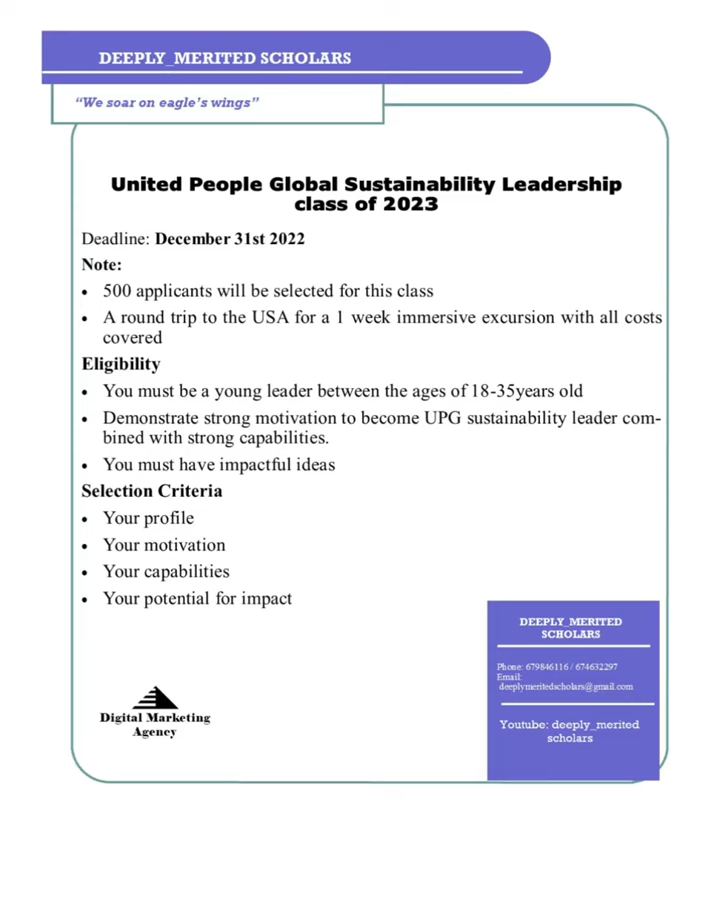 DEEPLY_MERITED SCHOLARS
“We soar on eagle’s wings”
United People Global Sustainability Leadership
class of 2023
Deadline: December 31st 2022
Note:
• 500 applicants will be selected for this class
• A round trip to the USA for a 1 week immersive excursion with all costs
covered
Eligibility
• You must be a young leader between the ages of 18-35years old
• Demonstrate strong motivation to become UPG sustainability leader com-
bined with strong capabilities.
• You must have impactful ideas
Selection Criteria
• Your profile
• Your motivation
• Your capabilities
• Your potential for impact
Digital Marketing
Agency
DEEPLY_MERITED
SCHOLARS
Phone: 679846116 / 674632297
Email:
deeplymeritedscholars@gmail.com
Youtube: deeply_merited
scholars